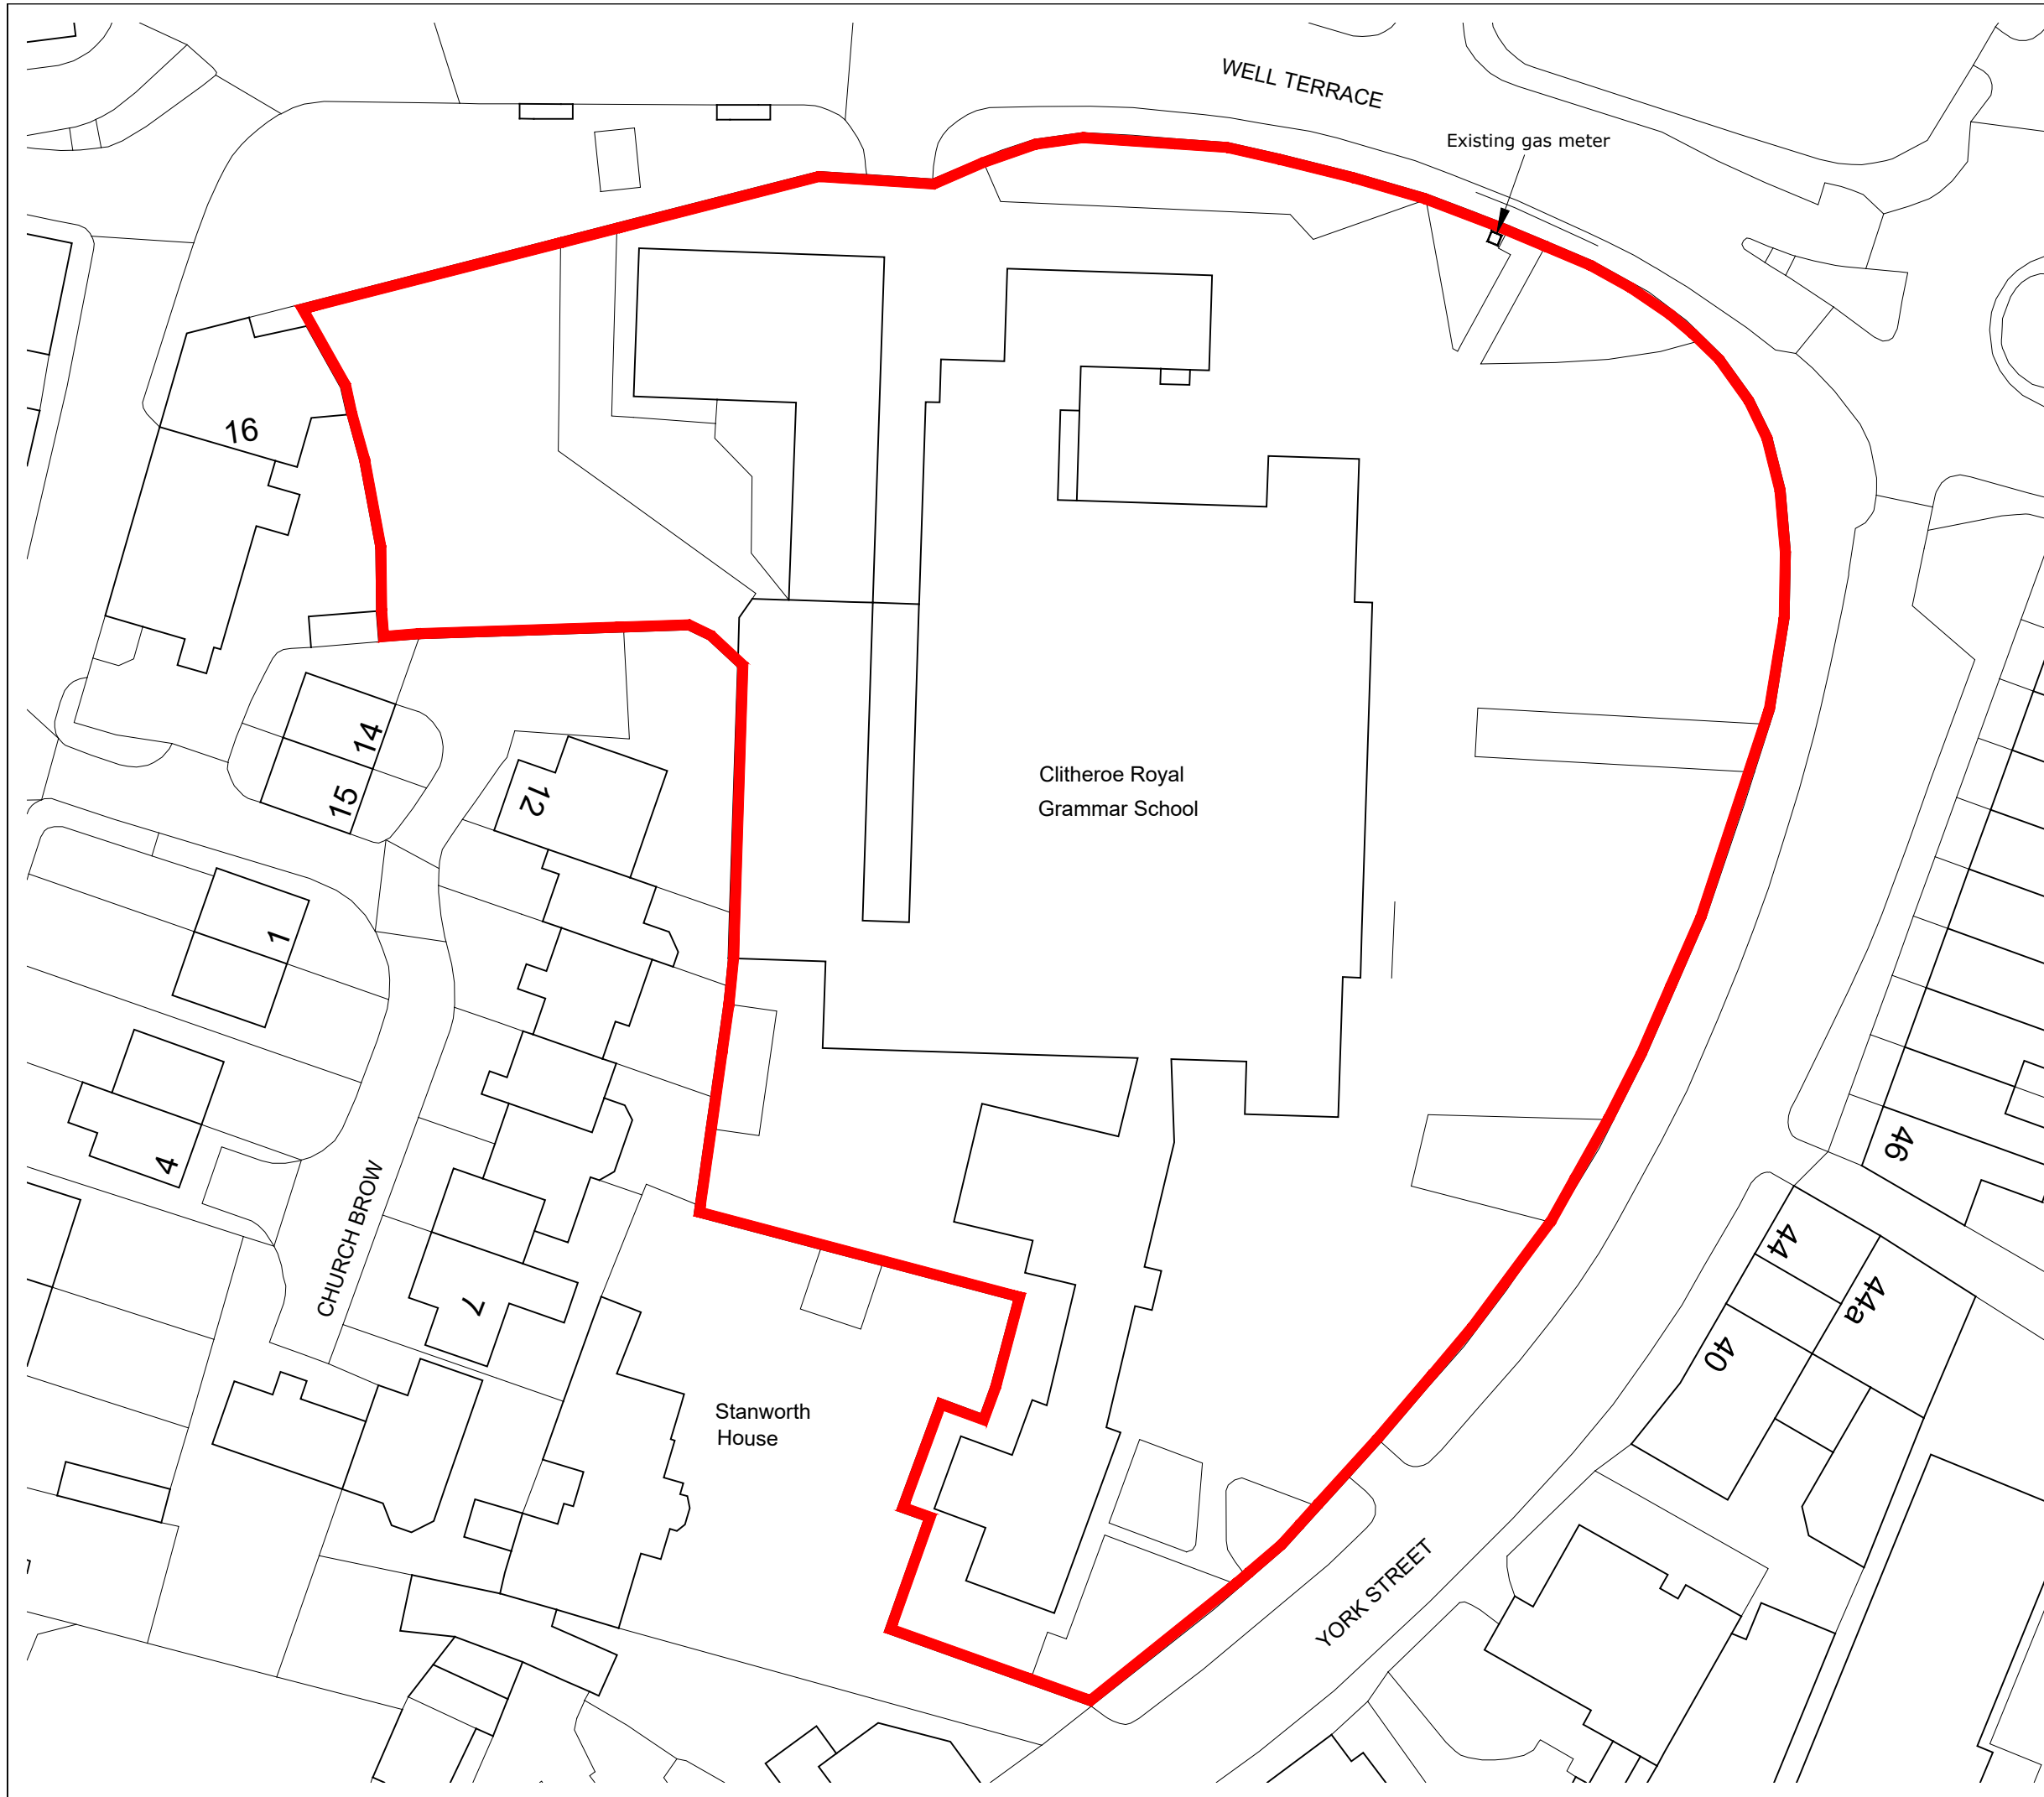 WELL TERRACE
Existing gas meter
16
14
15
12
Clitheroe Royal
Grammar School
1
4
CHURCH BROW
7
46
44
44a
40
Stanworth
House
YORK STREET